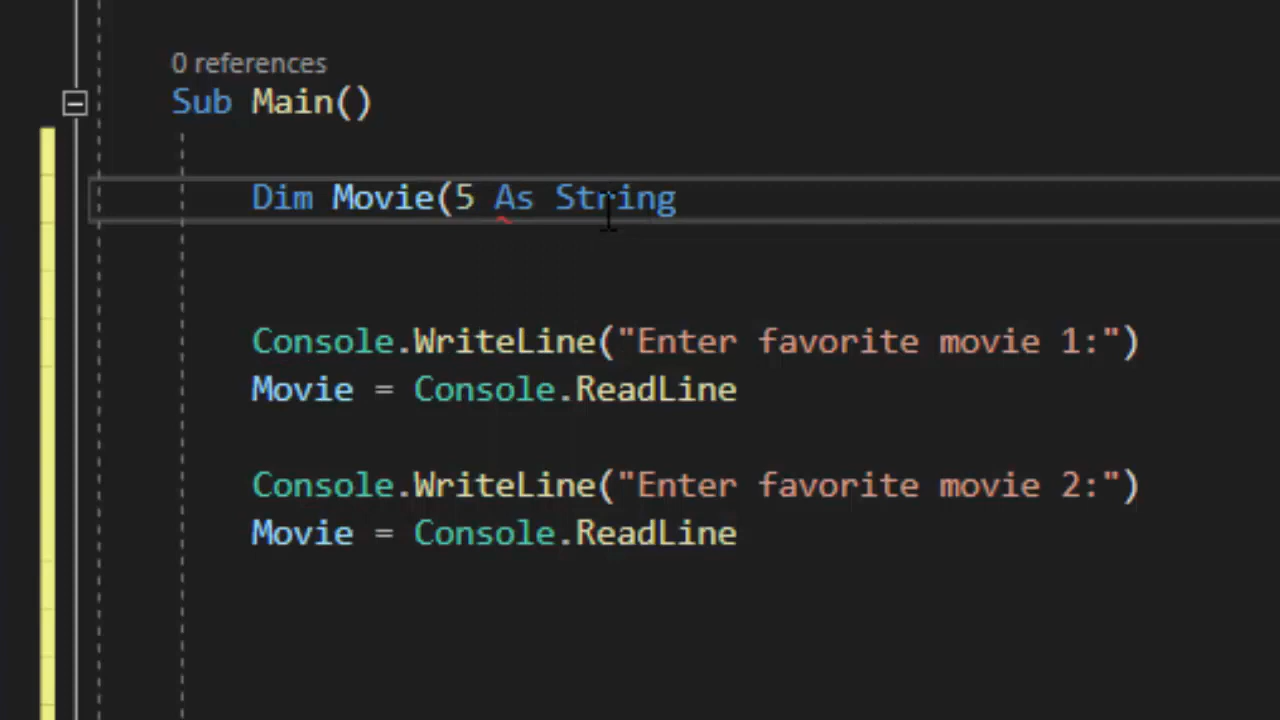 0 references
Sub Main()
Dim Movie(5 As String
Console.WriteLine("Enter favorite movie 1:")
Movie = Console.ReadLine
Console.WriteLine("Enter favorite movie 2:")
Movie = Console.ReadLine